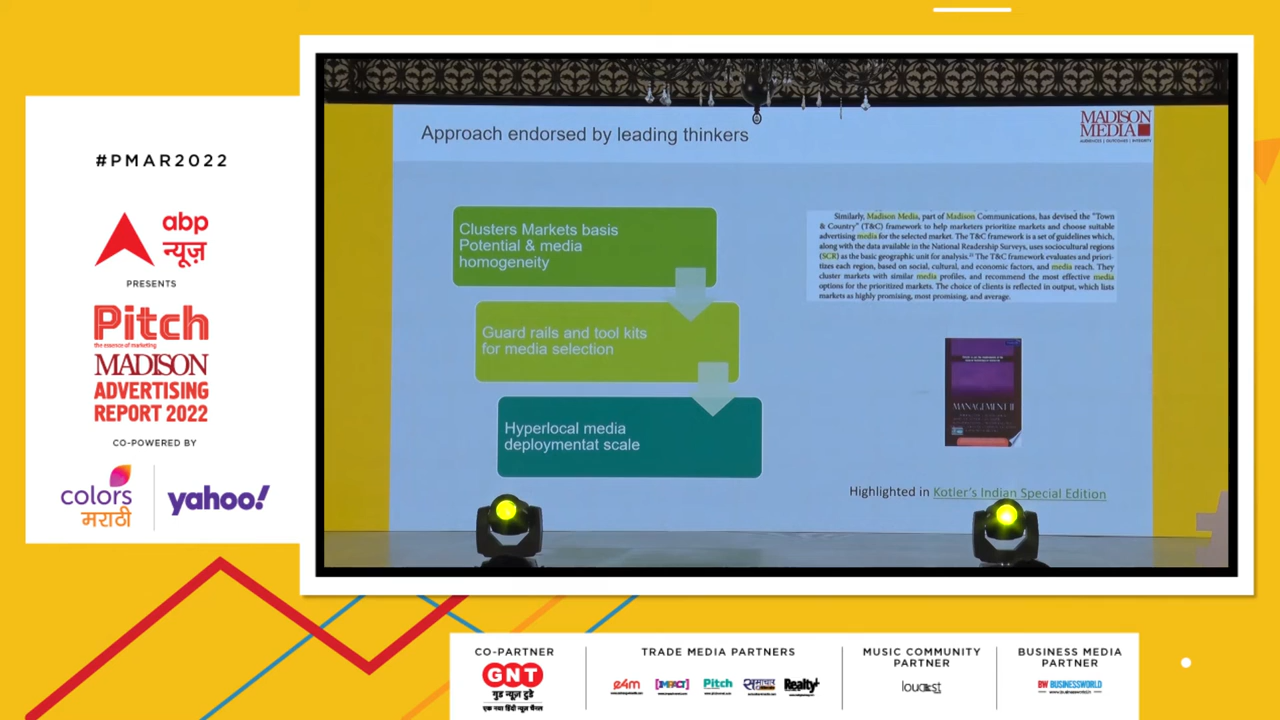 #PMAR2022
abp
न्यूज़
PRESENTS
Pitch
the essence of marketing
MADISON
ADVERTISING
REPORT 2022
CO-POWERED BY
colors
मराठी
yahoo!
Approach endorsed by leading thinkers
MADISON
MEDIA
AUDIENCES | OUTCOMES | INTEGRITY
Clusters Markets basis
Potential & media
homogeneity
Guard rails and tool kits
for media selection
Hyperlocal media
deploymentat scale
Similarly, Madison Media, part of Madison Communications, has devised the "Town
& Country" (T&C) framework to help marketers prioritize markets and choose suitable
advertising media for the selected market. The T&C framework is a set of guidelines which,
along with the data available in the National Readership Surveys, uses sociocultural regions
(SCR) as the basic geographic unit for analysis. The T&C framework evaluates and priori-
tizes each region, based on social, cultural, and economic factors, and media reach. They
cluster markets with similar media profiles, and recommend the most effective media
options for the prioritized markets. The choice of clients is reflected in output, which lists
markets as highly promising, most promising, and average.
Highlighted in Kotler's Indian Special Edition
CO-PARTNER
GNT
गुड न्यूज़ टुडे
एक नया हिंदी न्यूज़ चैनल
TRADE MEDIA PARTNERS
e4m
[IMPACT]
Pitch
समाचार
Realty+
MUSIC COMMUNITY
PARTNER
BUSINESS MEDIA
PARTNER
BW BUSINESSWORLD